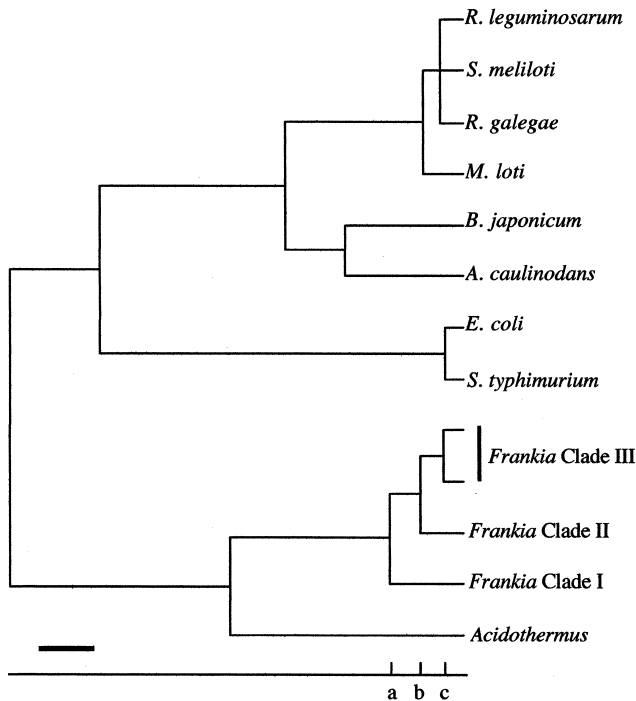 R. leguminosarum
S. meliloti
R. galegae
M. loti
B. japonicum
A. caulinodans
E. coli
S. typhimurium
Frankia Clade III
Frankia Clade II
Frankia Clade I
Acidothermus
a b c